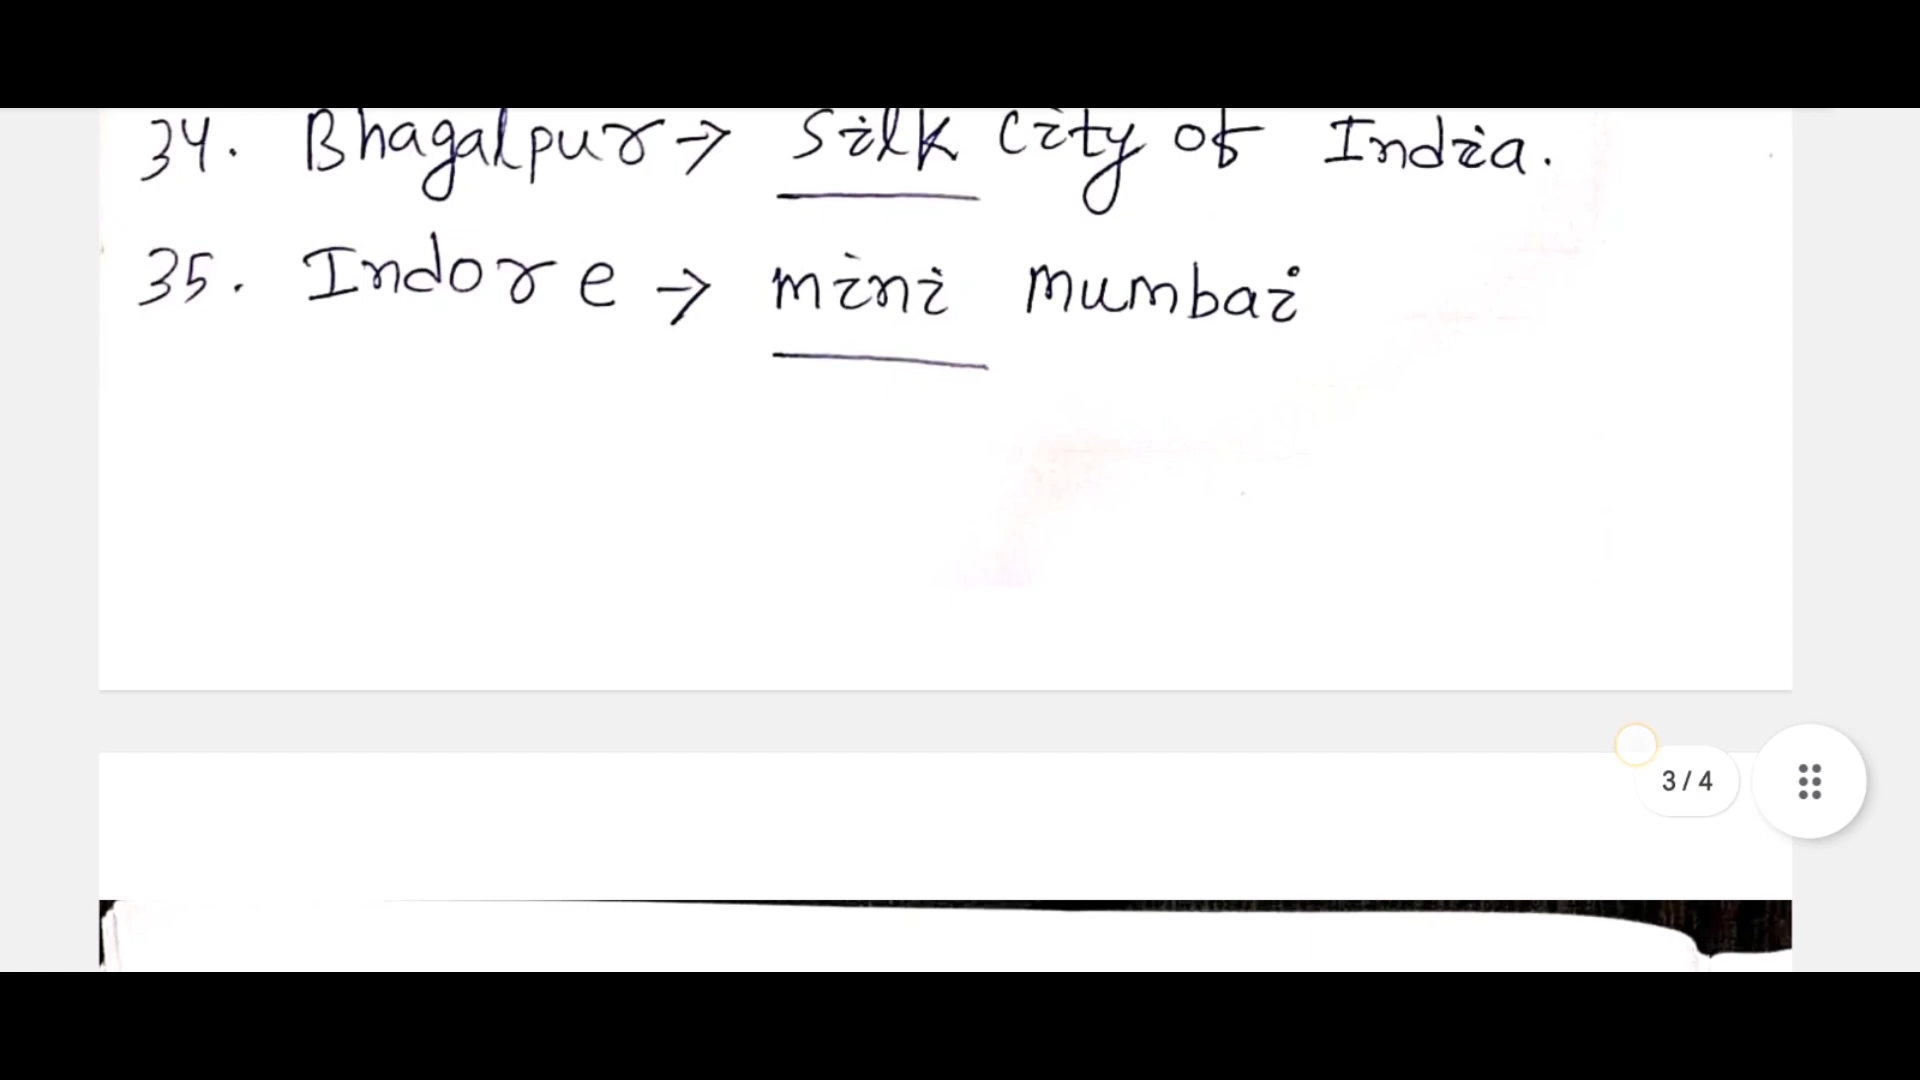 34. Bhagalpur → Silk City of India.
35. Indore → mini mumbai
3 / 4